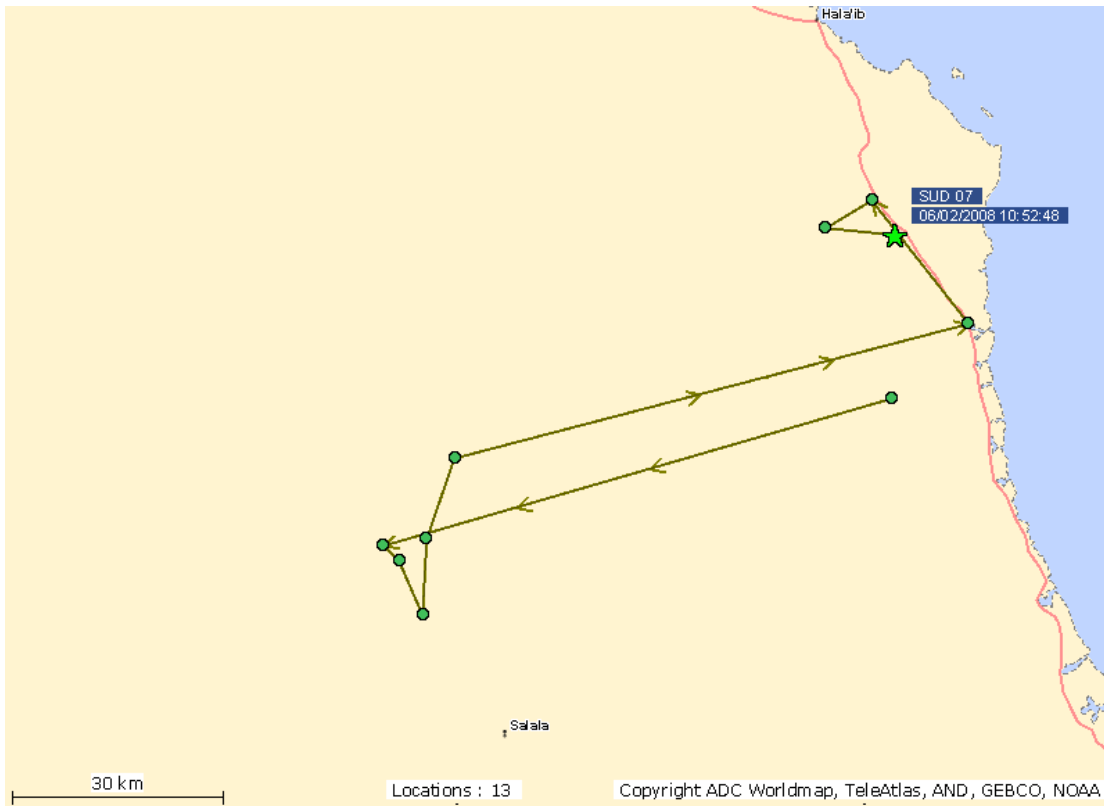 Hala'ib
SUD 07
06/02/2008 10:52:48
Salala
30 km
Locations : 13
Copyright ADC Worldmap, TeleAtlas, AND, GEBCO, NOAA